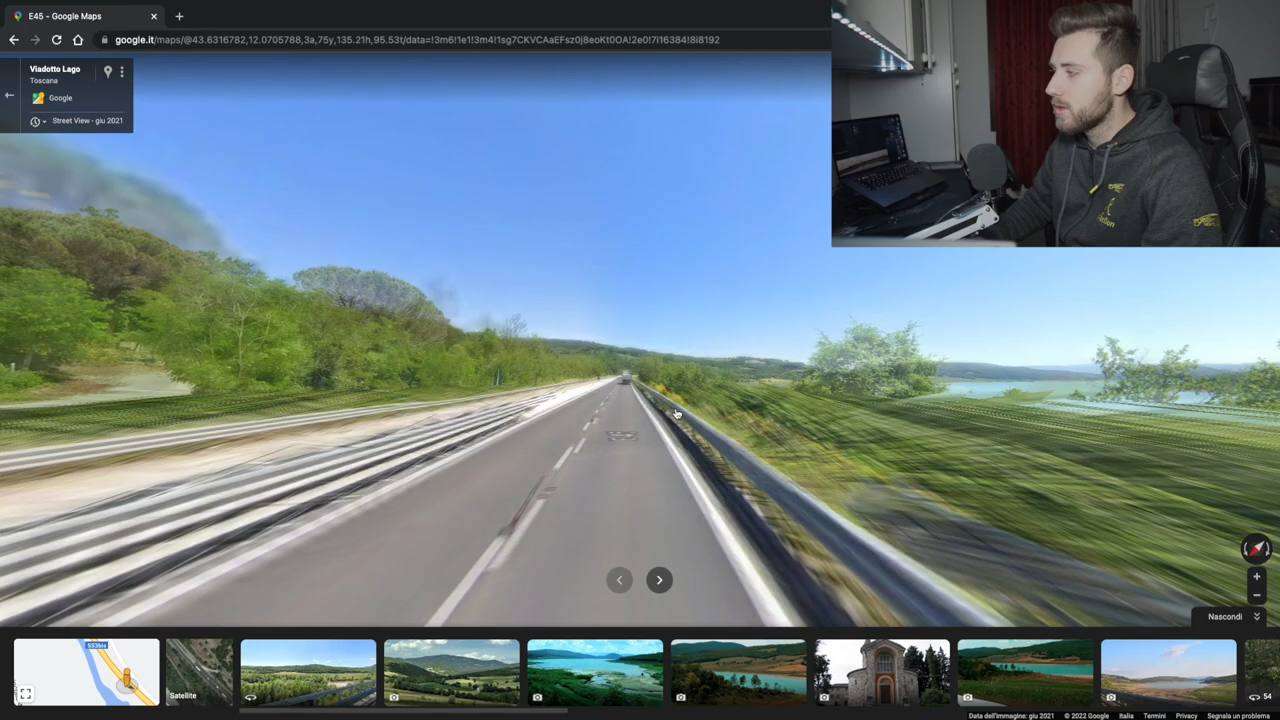 E45 - Google Maps
google.it/maps/@43.6316782,12.0705788,3a,75y,135.21h,95.53t/data=!3m6!1e1!3m4!1sg7CKVCAaEFsz0j8eoKt0OA!2e0!7i16384!8i8192
Viadotto Lago
Toscana
Google
Street View - giu 2021
Nascondi
SS3bis
Satellite
54
Data dell'immagine: giu 2021 © 2022 Google Italia Termini Privacy Segnala un problema